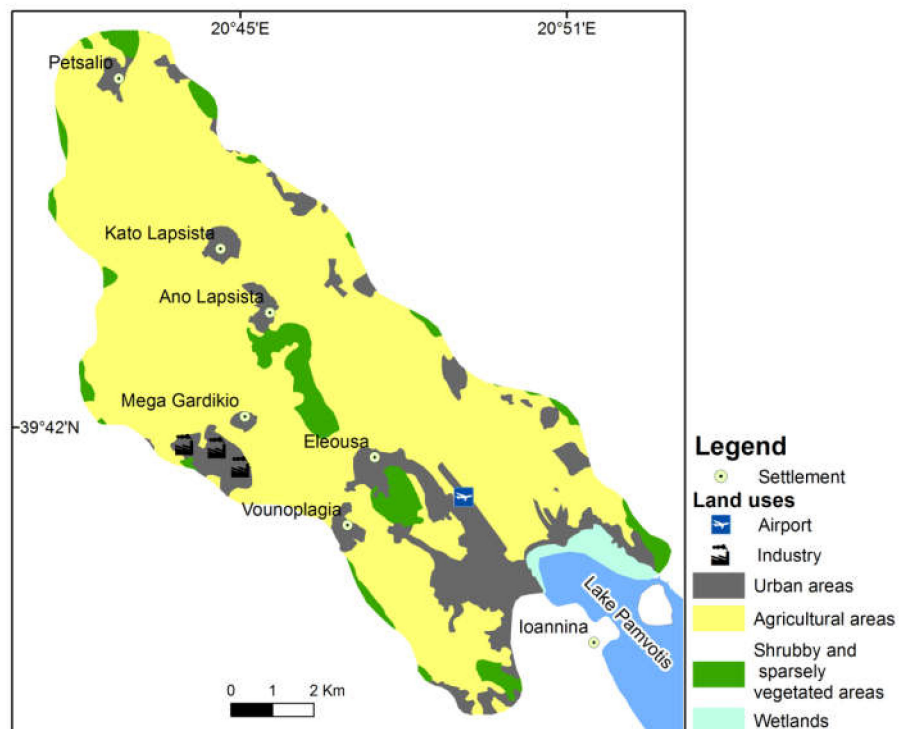 20°45'E
20°51'E
Petsalio
Kato Lapsista
Ano Lapsista
Mega Gardikio
39°42'N
Eleousa
Vounoplagia
Ioannina
Lake Pamvotis
0 1 2 Km
Legend
Settlement
Land uses
Airport
Industry
Urban areas
Agricultural areas
Shrubby and
sparsely
vegetated areas
Wetlands